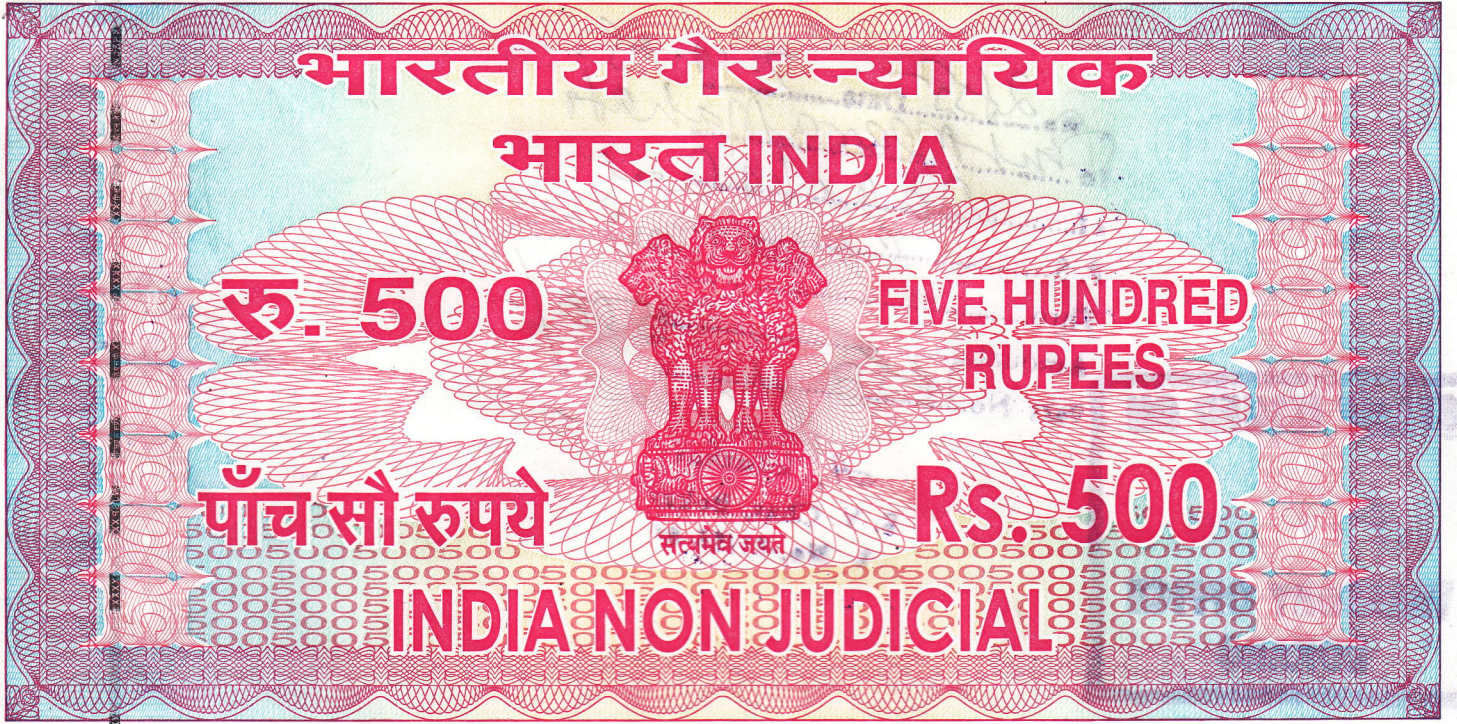 भारतीय गैर न्यायिक
भारत INDIA
रु. 500
FIVE HUNDRED
RUPEES
पाँच सौ रुपये
Rs. 500
सत्यमेव जयते
INDIA NON JUDICIAL